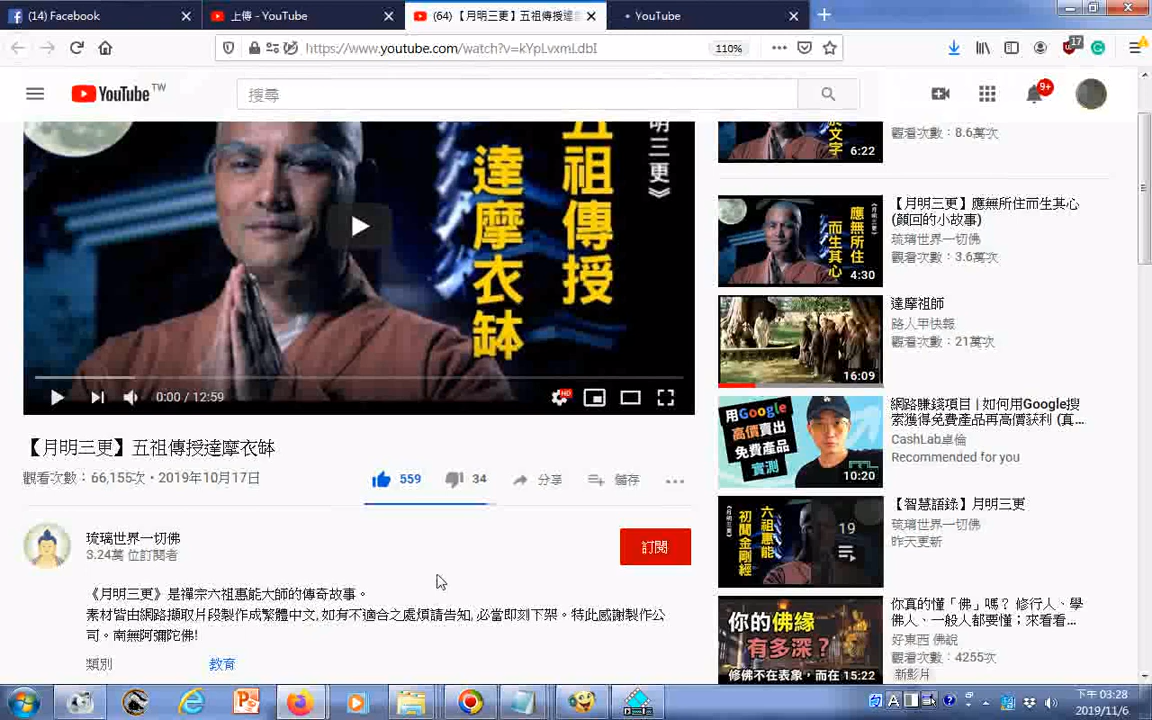 (14) Facebook
上傳 - YouTube
(64)【月明三更】五祖傳授達
YouTube
https://www.youtube.com/watch?v=kYpLvxmLdbI
110%
17
YouTube TW
搜尋
9+
五祖傳授
達摩衣缽
明三更》
0:00 / 12:59
HD
【月明三更】五祖傳授達摩衣缽
觀看次數：66,155次・2019年10月17日
559
34
分享
儲存
琉璃世界一切佛
3.24萬 位訂閱者
訂閱
《月明三更》是禪宗六祖惠能大師的傳奇故事。
素材皆由網路擷取片段製作成繁體中文,如有不適合之處煩請告知,必當即刻下架。特此感謝製作公
司。南無阿彌陀佛!
類別
教育
於文字
6:22
觀看次數：8.6萬次
應無所住
而生其心
《月明三更》
4:30
【月明三更】應無所住而生其心
(顏回的小故事)
琉璃世界一切佛
觀看次數：3.6萬次
16:09
達摩祖師
路人甲快報
觀看次數：21萬次
用Google
高價賣出
免費產品
實測
10:20
網路賺錢項目 | 如何用Google搜
索獲得免費產品再高價獲利 (真...
CashLab卓倫
Recommended for you
六祖惠能
初聞金剛經
《月明三更》
19
【智慧語錄】月明三更
琉璃世界一切佛
昨天更新
你的佛緣
有多深？
修佛不在表象，而在
15:22
你真的懂「佛」嗎？ 修行人、學
佛人、一般人都要懂；來看看...
好東西 佛說
觀看次數：4255次
新影片
A
下午 03:28
2019/11/6